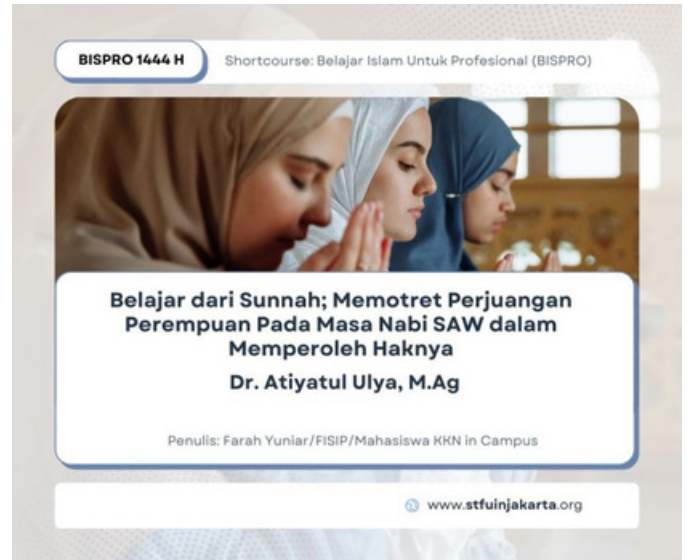 BISPRO 1444 H
Shortcourse: Belajar Islam Untuk Profesional (BISPRO)
Belajar dari Sunnah; Memotret Perjuangan
Perempuan Pada Masa Nabi SAW dalam
Memperoleh Haknya
Dr. Atiyatul Ulya, M.Ag
Penulis: Farah Yuniar/FISIP/Mahasiswa KKN in Campus
www.stfuinjakarta.org